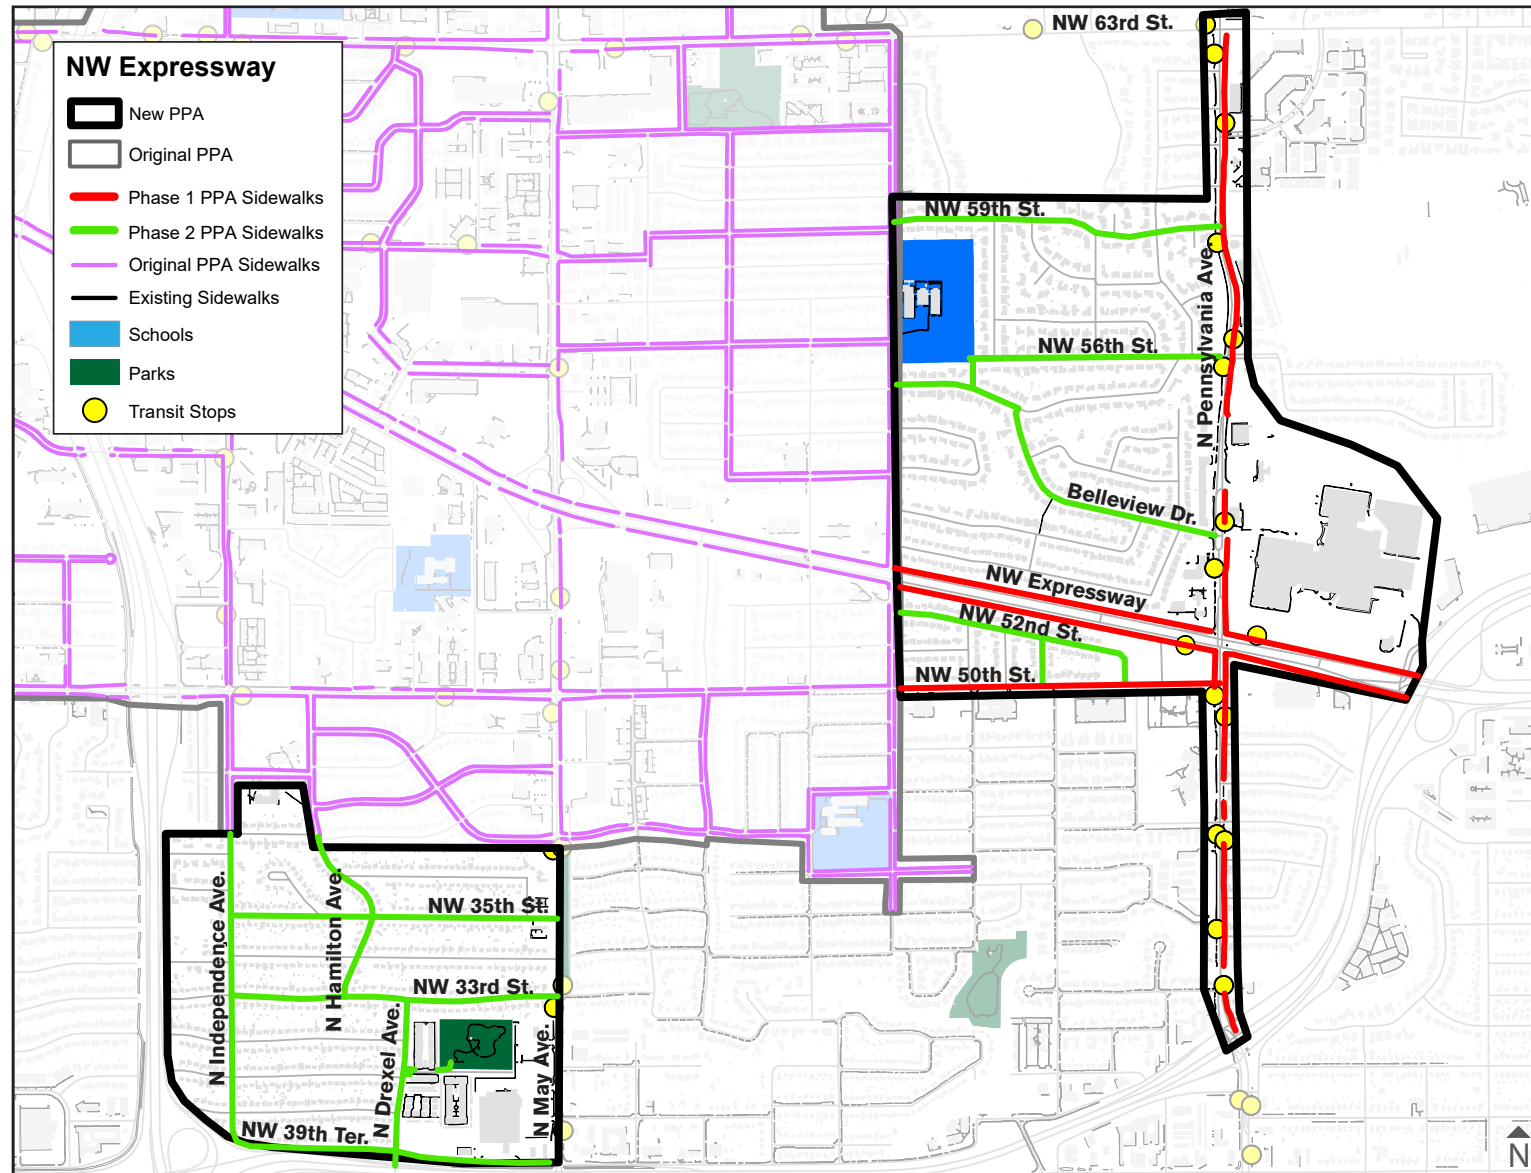 NW Expressway
New PPA
Original PPA
Phase 1 PPA Sidewalks
Phase 2 PPA Sidewalks
Original PPA Sidewalks
Existing Sidewalks
Schools
Parks
Transit Stops
NW 63rd St.
NW 59th St.
N Pennsylvania Ave.
NW 56th St.
Belleview Dr.
NW Expressway
NW 52nd St.
NW 50th St.
N Independence Ave.
N Hamilton Ave.
NW 35th St.
NW 33rd St.
N Drexel Ave.
N May Ave.
NW 39th Ter.
N